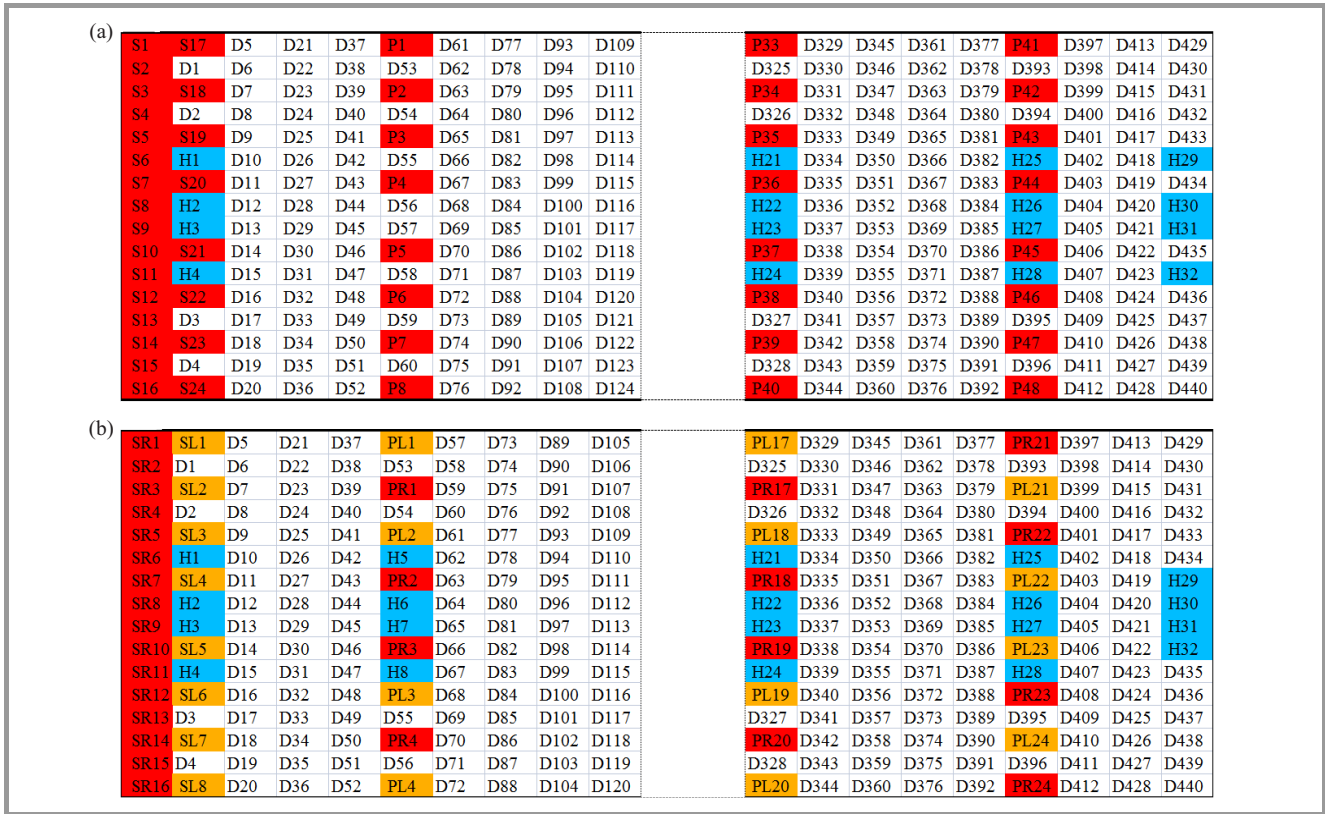 (a)
S1 S17 D5 D21 D37 P1 D61 D77 D93 D109 P33 D329 D345 D361 D377 P41 D397 D413 D429
S2 D1 D6 D22 D38 D53 D62 D78 D94 D110 D325 D330 D346 D362 D378 D393 D398 D414 D430
S3 S18 D7 D23 D39 P2 D63 D79 D95 D111 P34 D331 D347 D363 D379 P42 D399 D415 D431
S4 D2 D8 D24 D40 D54 D64 D80 D96 D112 D326 D332 D348 D364 D380 D394 D400 D416 D432
S5 S19 D9 D25 D41 P3 D65 D81 D97 D113 P35 D333 D349 D365 D381 P43 D401 D417 D433
S6 H1 D10 D26 D42 D55 D66 D82 D98 D114 H21 D334 D350 D366 D382 H25 D402 D418 H29
S7 S20 D11 D27 D43 P4 D67 D83 D99 D115 P36 D335 D351 D367 D383 P44 D403 D419 D434
S8 H2 D12 D28 D44 D56 D68 D84 D100 D116 H22 D336 D352 D368 D384 H26 D404 D420 H30
S9 H3 D13 D29 D45 D57 D69 D85 D101 D117 H23 D337 D353 D369 D385 H27 D405 D421 H31
S10 S21 D14 D30 D46 P5 D70 D86 D102 D118 P37 D338 D354 D370 D386 P45 D406 D422 D435
S11 H4 D15 D31 D47 D58 D71 D87 D103 D119 H24 D339 D355 D371 D387 H28 D407 D423 H32
S12 S22 D16 D32 D48 P6 D72 D88 D104 D120 P38 D340 D356 D372 D388 P46 D408 D424 D436
S13 D3 D17 D33 D49 D59 D73 D89 D105 D121 D327 D341 D357 D373 D389 D395 D409 D425 D437
S14 S23 D18 D34 D50 P7 D74 D90 D106 D122 P39 D342 D358 D374 D390 P47 D410 D426 D438
S15 D4 D19 D35 D51 D60 D75 D91 D107 D123 D328 D343 D359 D375 D391 D396 D411 D427 D439
S16 S24 D20 D36 D52 P8 D76 D92 D108 D124 P40 D344 D360 D376 D392 P48 D412 D428 D440
(b)
SR1 SL1 D5 D21 D37 PL1 D57 D73 D89 D105 PL17 D329 D345 D361 D377 PR21 D397 D413 D429
SR2 D1 D6 D22 D38 D53 D58 D74 D90 D106 D325 D330 D346 D362 D378 D393 D398 D414 D430
SR3 SL2 D7 D23 D39 PR1 D59 D75 D91 D107 PR17 D331 D347 D363 D379 PL21 D399 D415 D431
SR4 D2 D8 D24 D40 D54 D60 D76 D92 D108 D326 D332 D348 D364 D380 D394 D400 D416 D432
SR5 SL3 D9 D25 D41 PL2 D61 D77 D93 D109 PL18 D333 D349 D365 D381 PR22 D401 D417 D433
SR6 H1 D10 D26 D42 H5 D62 D78 D94 D110 H21 D334 D350 D366 D382 H25 D402 D418 D434
SR7 SL4 D11 D27 D43 PR2 D63 D79 D95 D111 PR18 D335 D351 D367 D383 PL22 D403 D419 H29
SR8 H2 D12 D28 D44 H6 D64 D80 D96 D112 H22 D336 D352 D368 D384 H26 D404 D420 H30
SR9 H3 D13 D29 D45 H7 D65 D81 D97 D113 H23 D337 D353 D369 D385 H27 D405 D421 H31
SR10 SL5 D14 D30 D46 PR3 D66 D82 D98 D114 PR19 D338 D354 D370 D386 PL23 D406 D422 H32
SR11 H4 D15 D31 D47 H8 D67 D83 D99 D115 H24 D339 D355 D371 D387 H28 D407 D423 D435
SR12 SL6 D16 D32 D48 PL3 D68 D84 D100 D116 PL19 D340 D356 D372 D388 PR23 D408 D424 D436
SR13 D3 D17 D33 D49 D55 D69 D85 D101 D117 D327 D341 D357 D373 D389 D395 D409 D425 D437
SR14 SL7 D18 D34 D50 PR4 D70 D86 D102 D118 PR20 D342 D358 D374 D390 PL24 D410 D426 D438
SR15 D4 D19 D35 D51 D56 D71 D87 D103 D119 D328 D343 D359 D375 D391 D396 D411 D427 D439
SR16 SL8 D20 D36 D52 PL4 D72 D88 D104 D120 PL20 D344 D360 D376 D392 PR24 D412 D428 D440